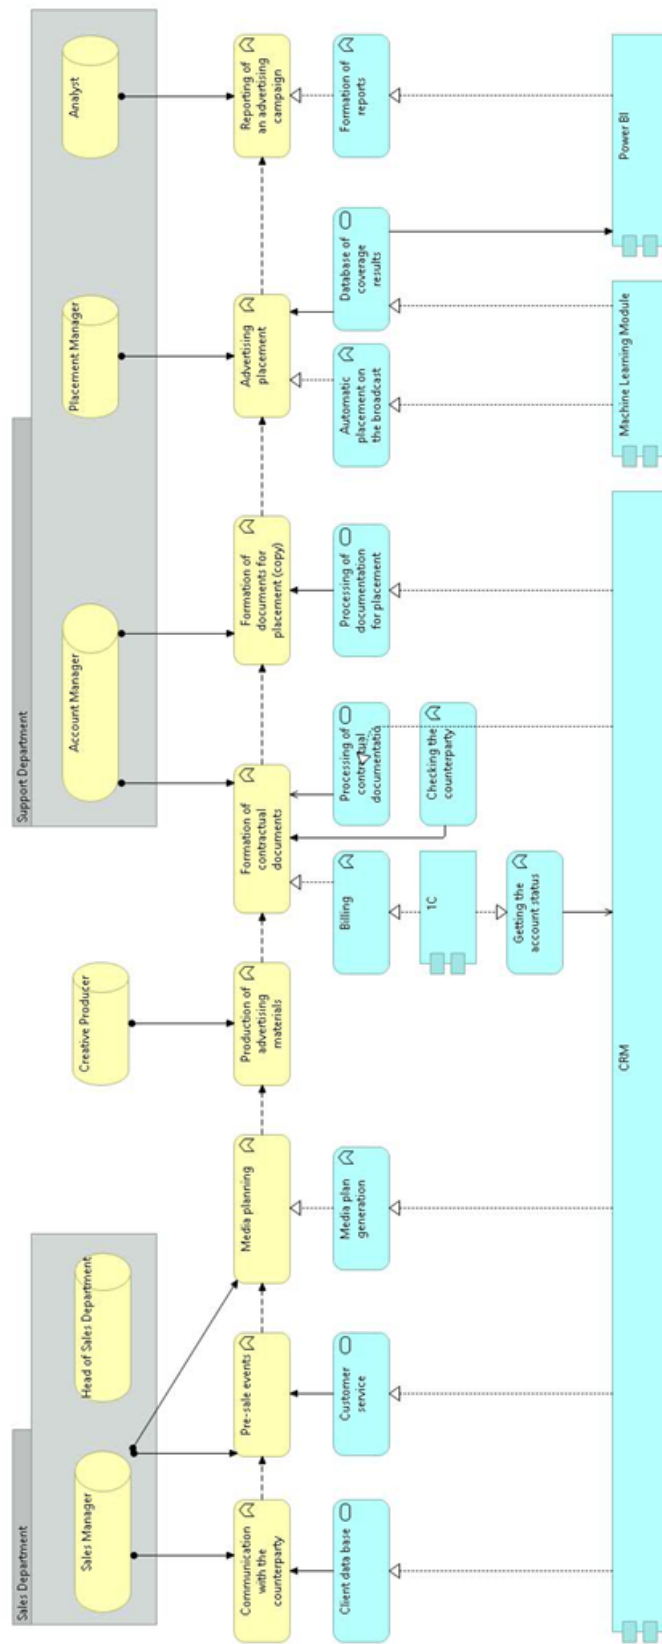 Sales Department
Sales Manager
Head of Sales Department
Creative Producer
Support Department
Account Manager
Placement Manager
Analyst
Communication
with the
counterparty
Pre-sale events
Media planning
Production of
advertising
materials
Formation of
contractual
documents
Formation of
documents for
placement (copy)
Advertising
placement
Reporting of
an advertising
campaign
Client data base
Customer
service
Media plan
generation
Billing
Processing of
contractual
documentatio
Processing of
documentation
for placement
Automatic
placement on
the broadcast
Database of
coverage
results
Formation of
reports
1C
Checking the
counterparty
Getting the
account status
CRM
Machine Learning Module
Power BI